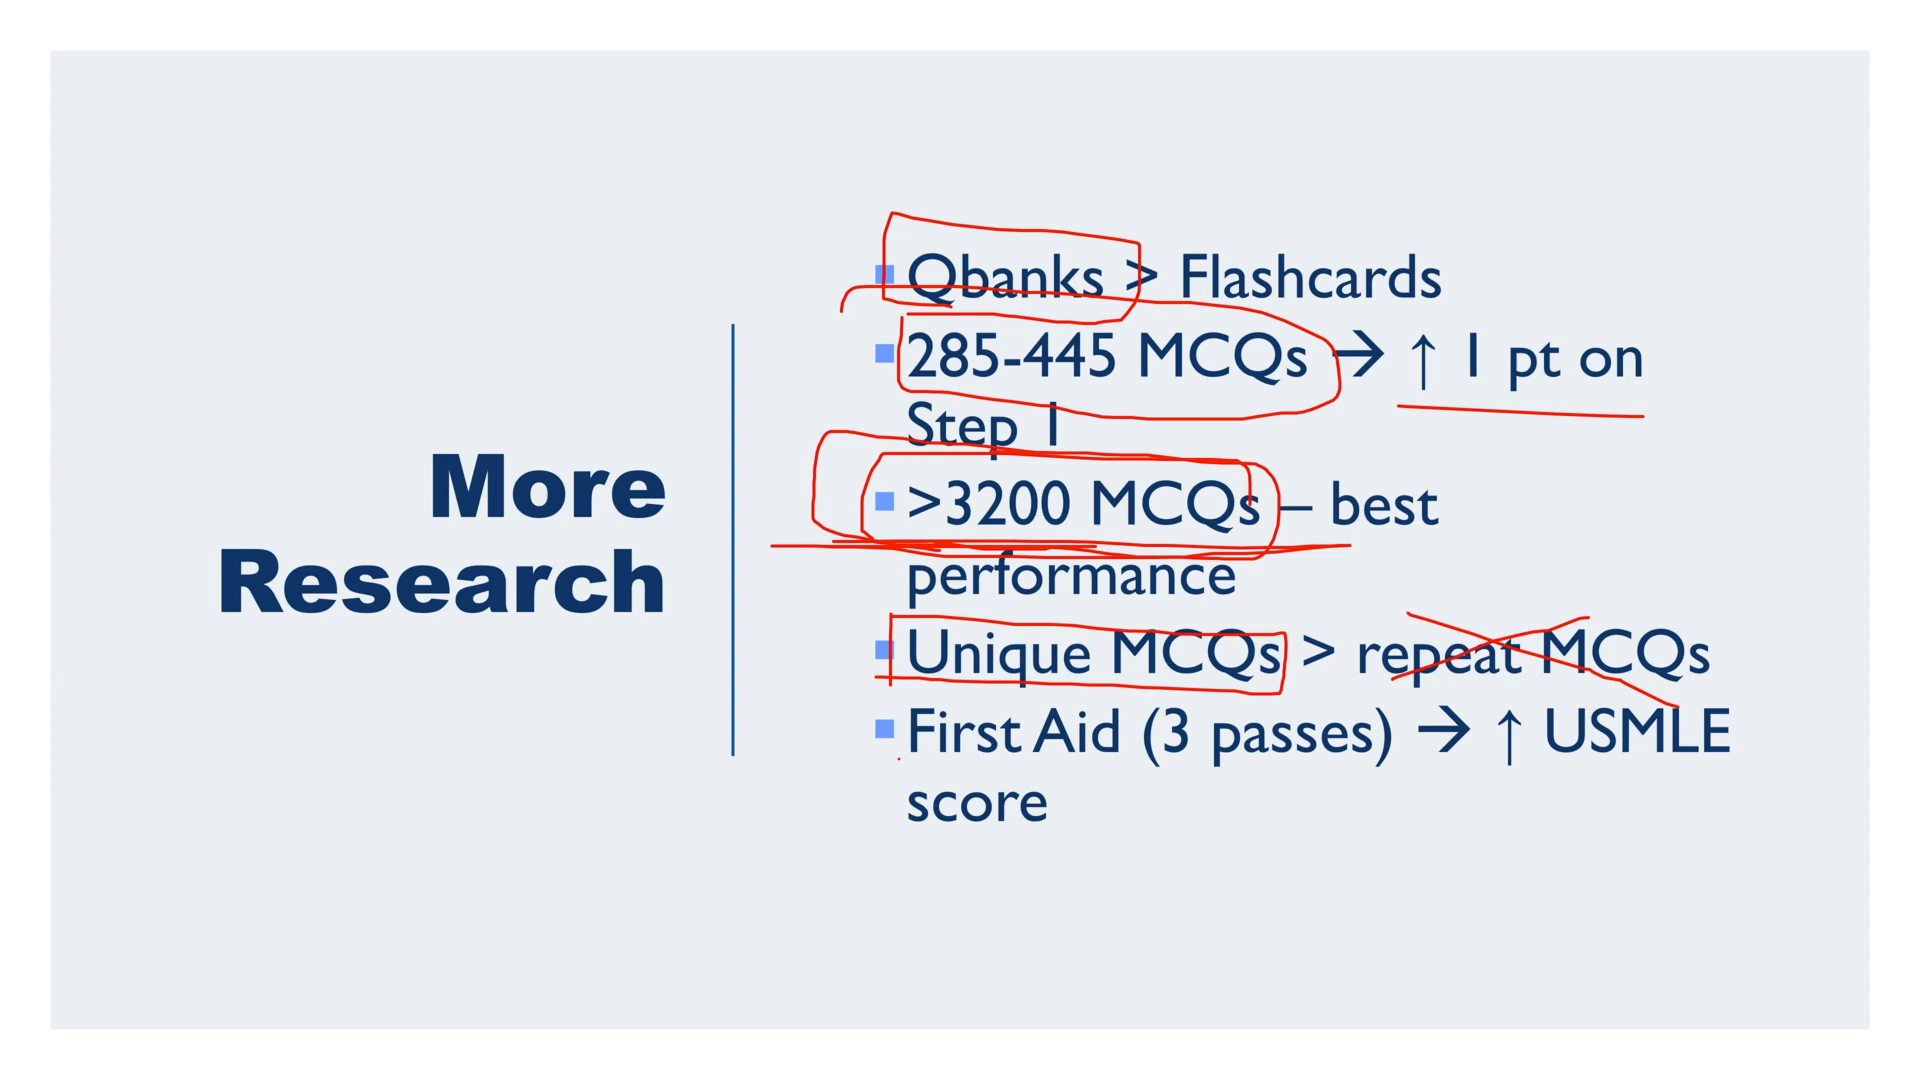 More
Research
Qbanks > Flashcards
285-445 MCQs → ↑ 1 pt on
Step 1
>3200 MCQs – best
performance
Unique MCQs > repeat MCQs
First Aid (3 passes) → ↑ USMLE
score